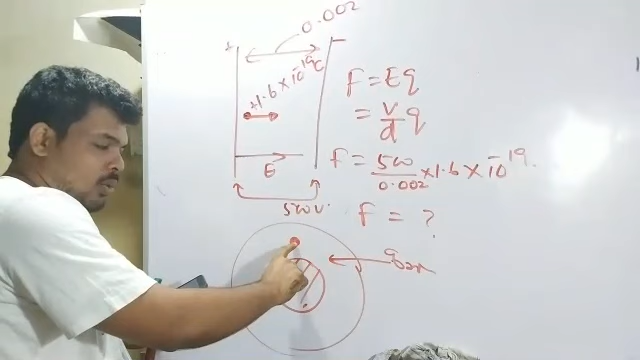 0.002
+
−
+1.6 × 10⁻¹⁹C
E
500V.
F = Eq
= V/d q
F = 500/0.002 × 1.6 × 10⁻¹⁹.
F = ?